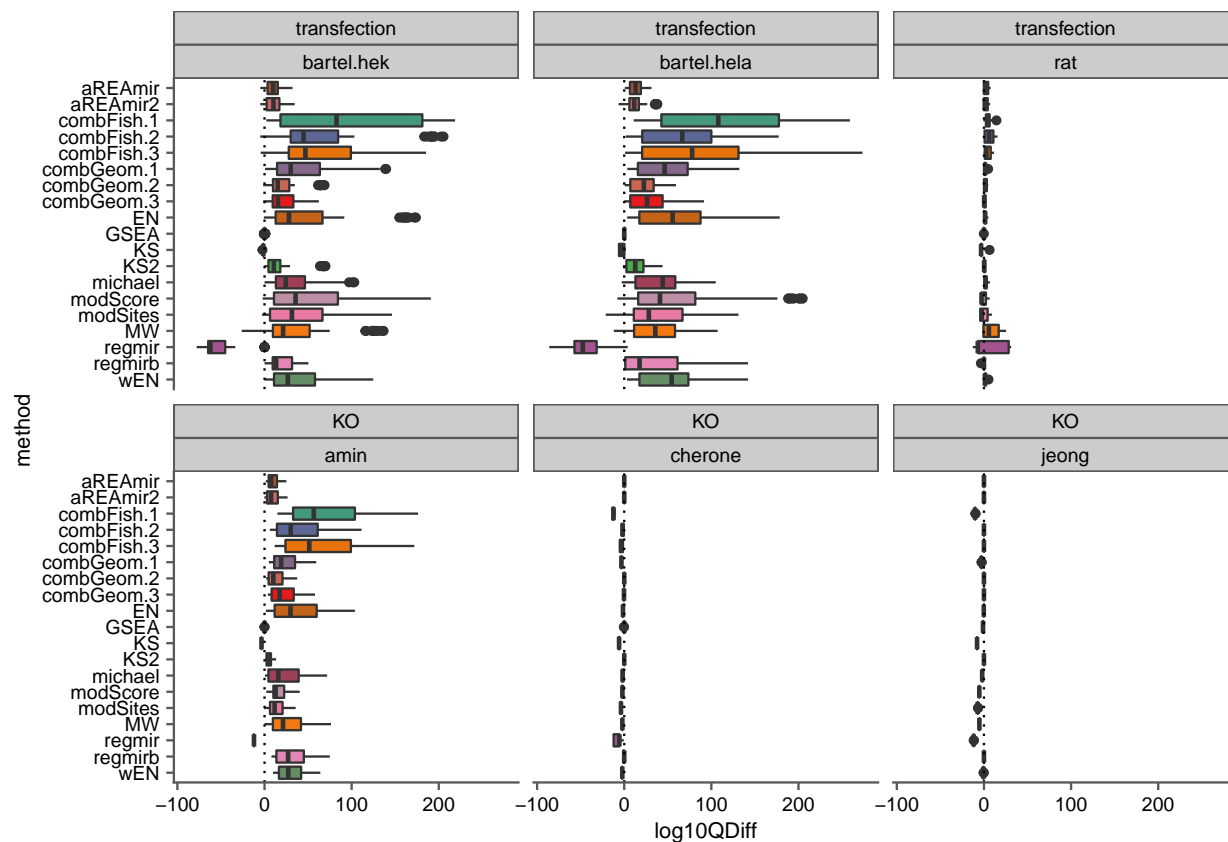 transfection transfection transfection
bartel.hek bartel.hela rat
aREAmir
aREAmir2
combFish.1
combFish.2
combFish.3
combGeom.1
combGeom.2
combGeom.3
EN
GSEA
KS
KS2
michael
modScore
modSites
MW
regmir
regmirb
wEN
method
KO KO KO
amin cherone jeong
aREAmir
aREAmir2
combFish.1
combFish.2
combFish.3
combGeom.1
combGeom.2
combGeom.3
EN
GSEA
KS
KS2
michael
modScore
modSites
MW
regmir
regmirb
wEN
−100 0 100 200 −100 0 100 200 −100 0 100 200
log10QDiff